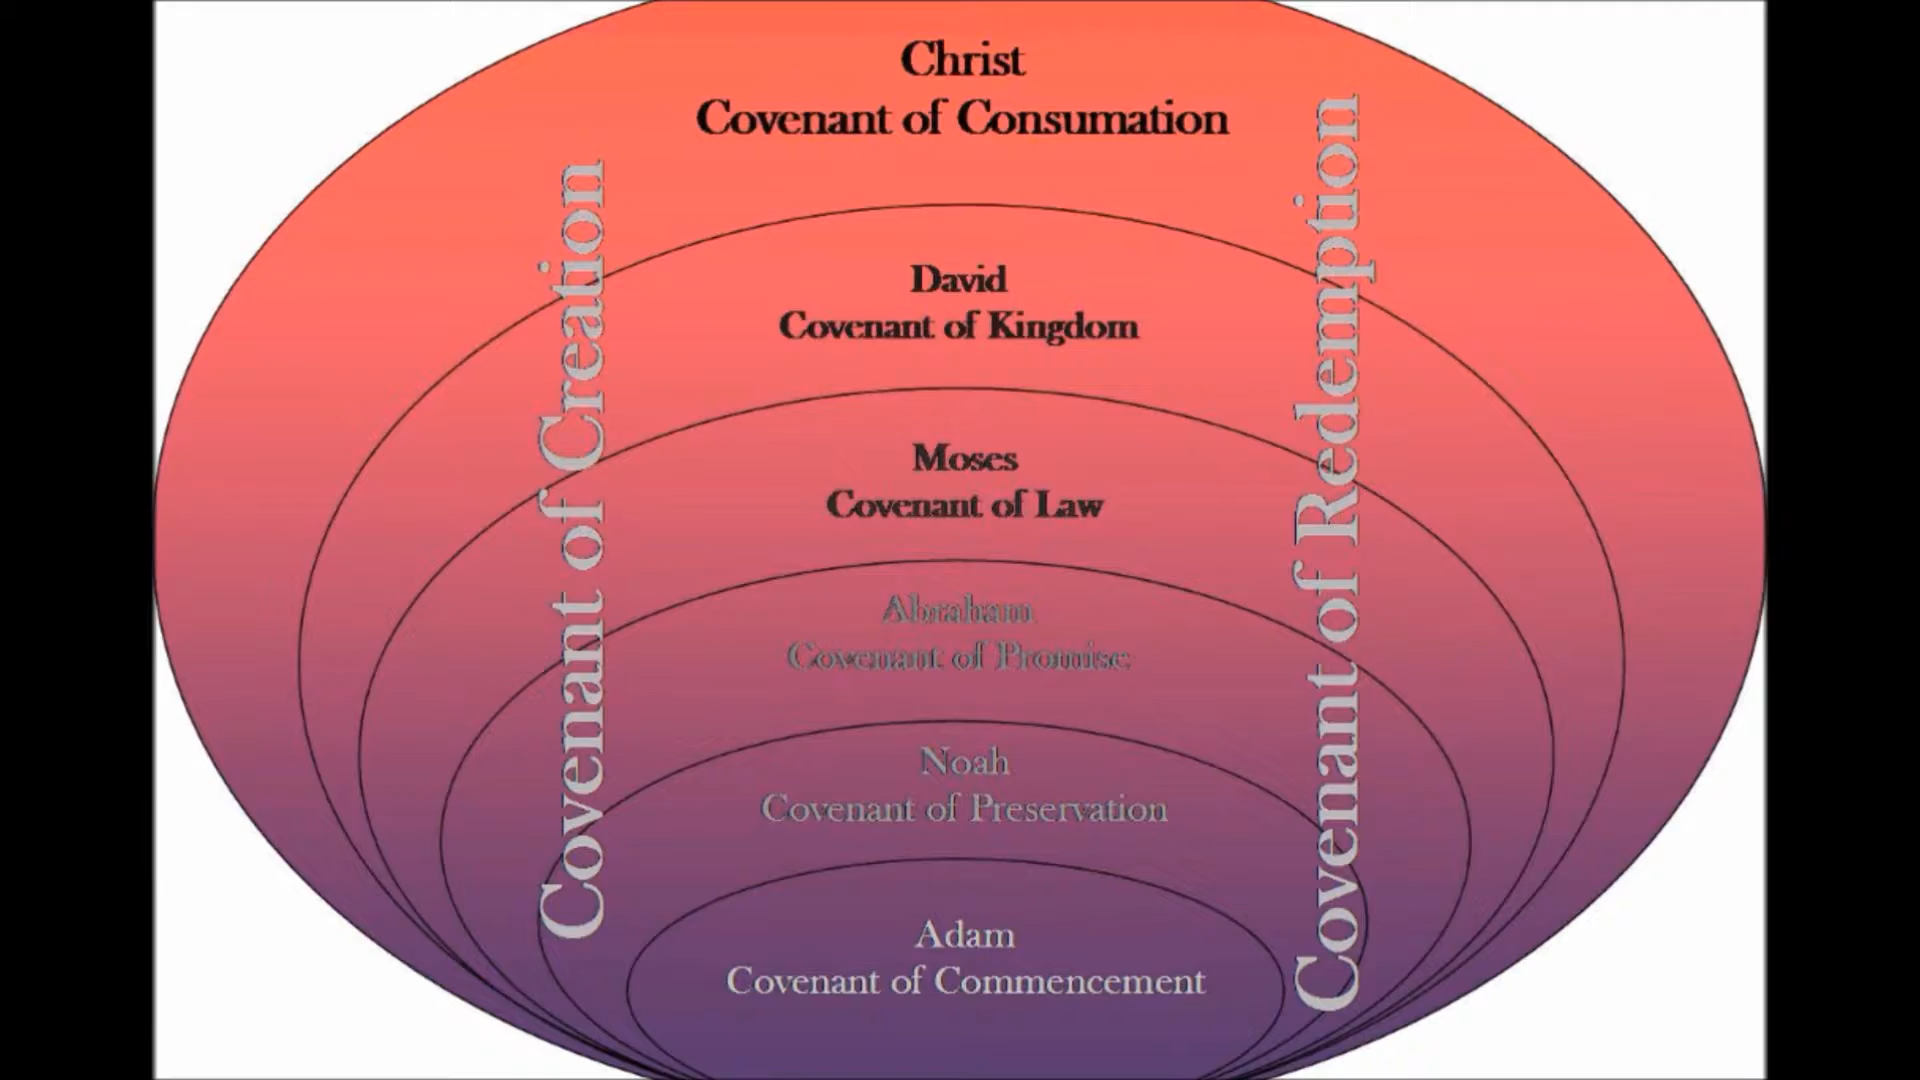 Christ
Covenant of Consumation
David
Covenant of Kingdom
Moses
Covenant of Law
Abraham
Covenant of Promise
Noah
Covenant of Preservation
Adam
Covenant of Commencement
Covenant of Creation
Covenant of Redemption